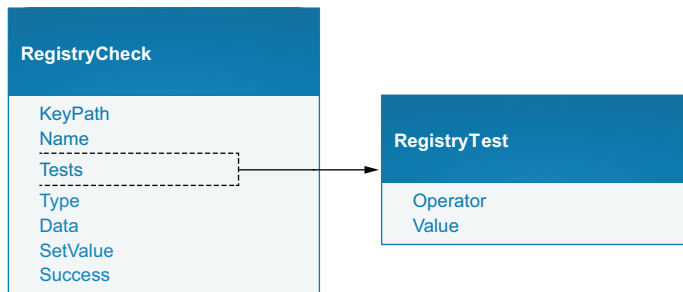 RegistryCheck
KeyPath
Name
Tests
Type
Data
SetValue
Success
RegistryTest
Operator
Value